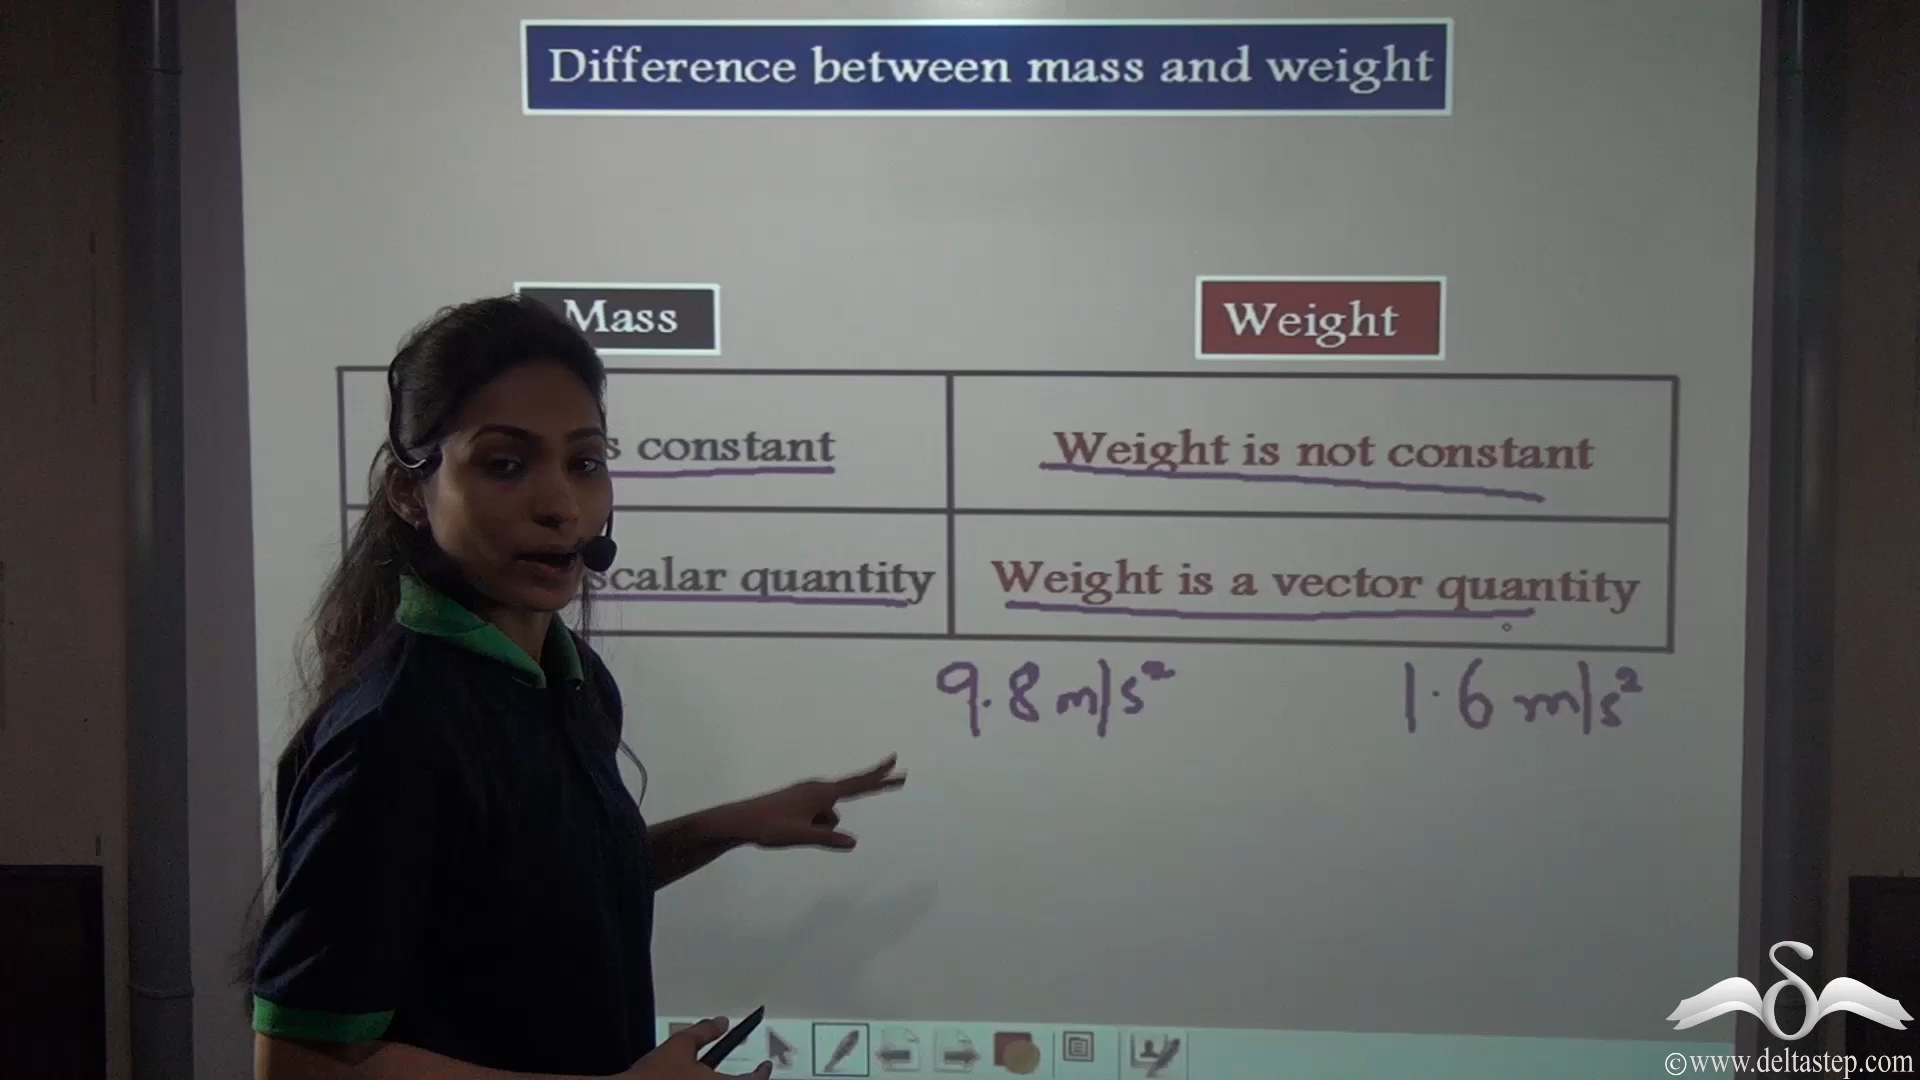 Difference between mass and weight
Mass
Weight
s constant
Weight is not constant
scalar quantity
Weight is a vector quantity
9.8 m/s²
1.6 m/s²
©www.deltastep.com